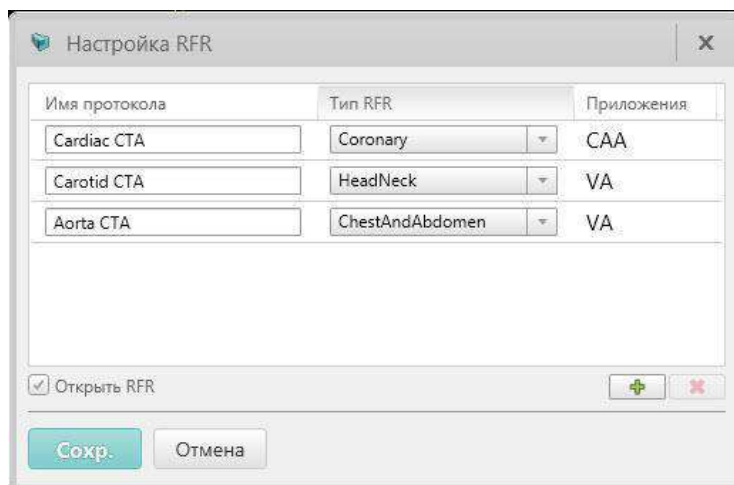 Настройка RFR
Имя протокола Тип RFR Приложения
Cardiac CTA Coronary CAA
Carotid CTA HeadNeck VA
Aorta CTA ChestAndAbdomen VA
Открыть RFR
Сохр. Отмена